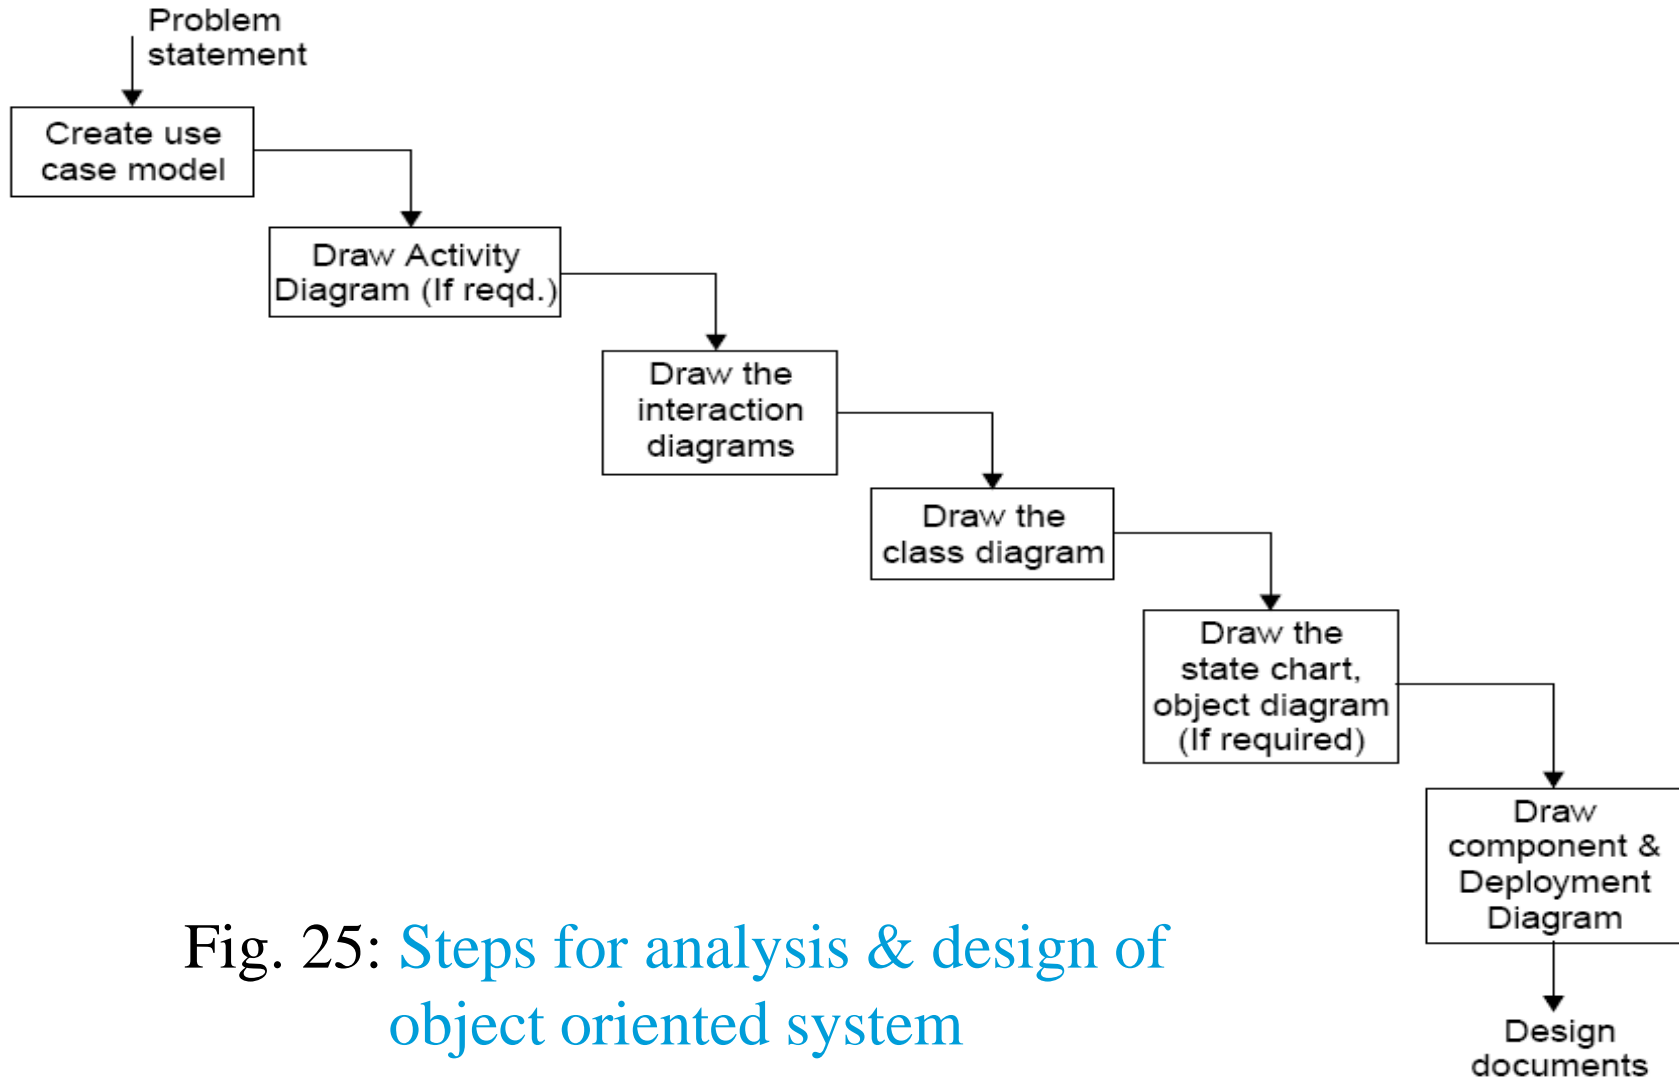 Problem
statement
Create use
case model
Draw Activity
Diagram (If reqd.)
Draw the
interaction
diagrams
Draw the
class diagram
Draw the
state chart,
object diagram
(If required)
Draw
component &
Deployment
Diagram
Fig. 25: Steps for analysis & design of
object oriented system
Design
documents